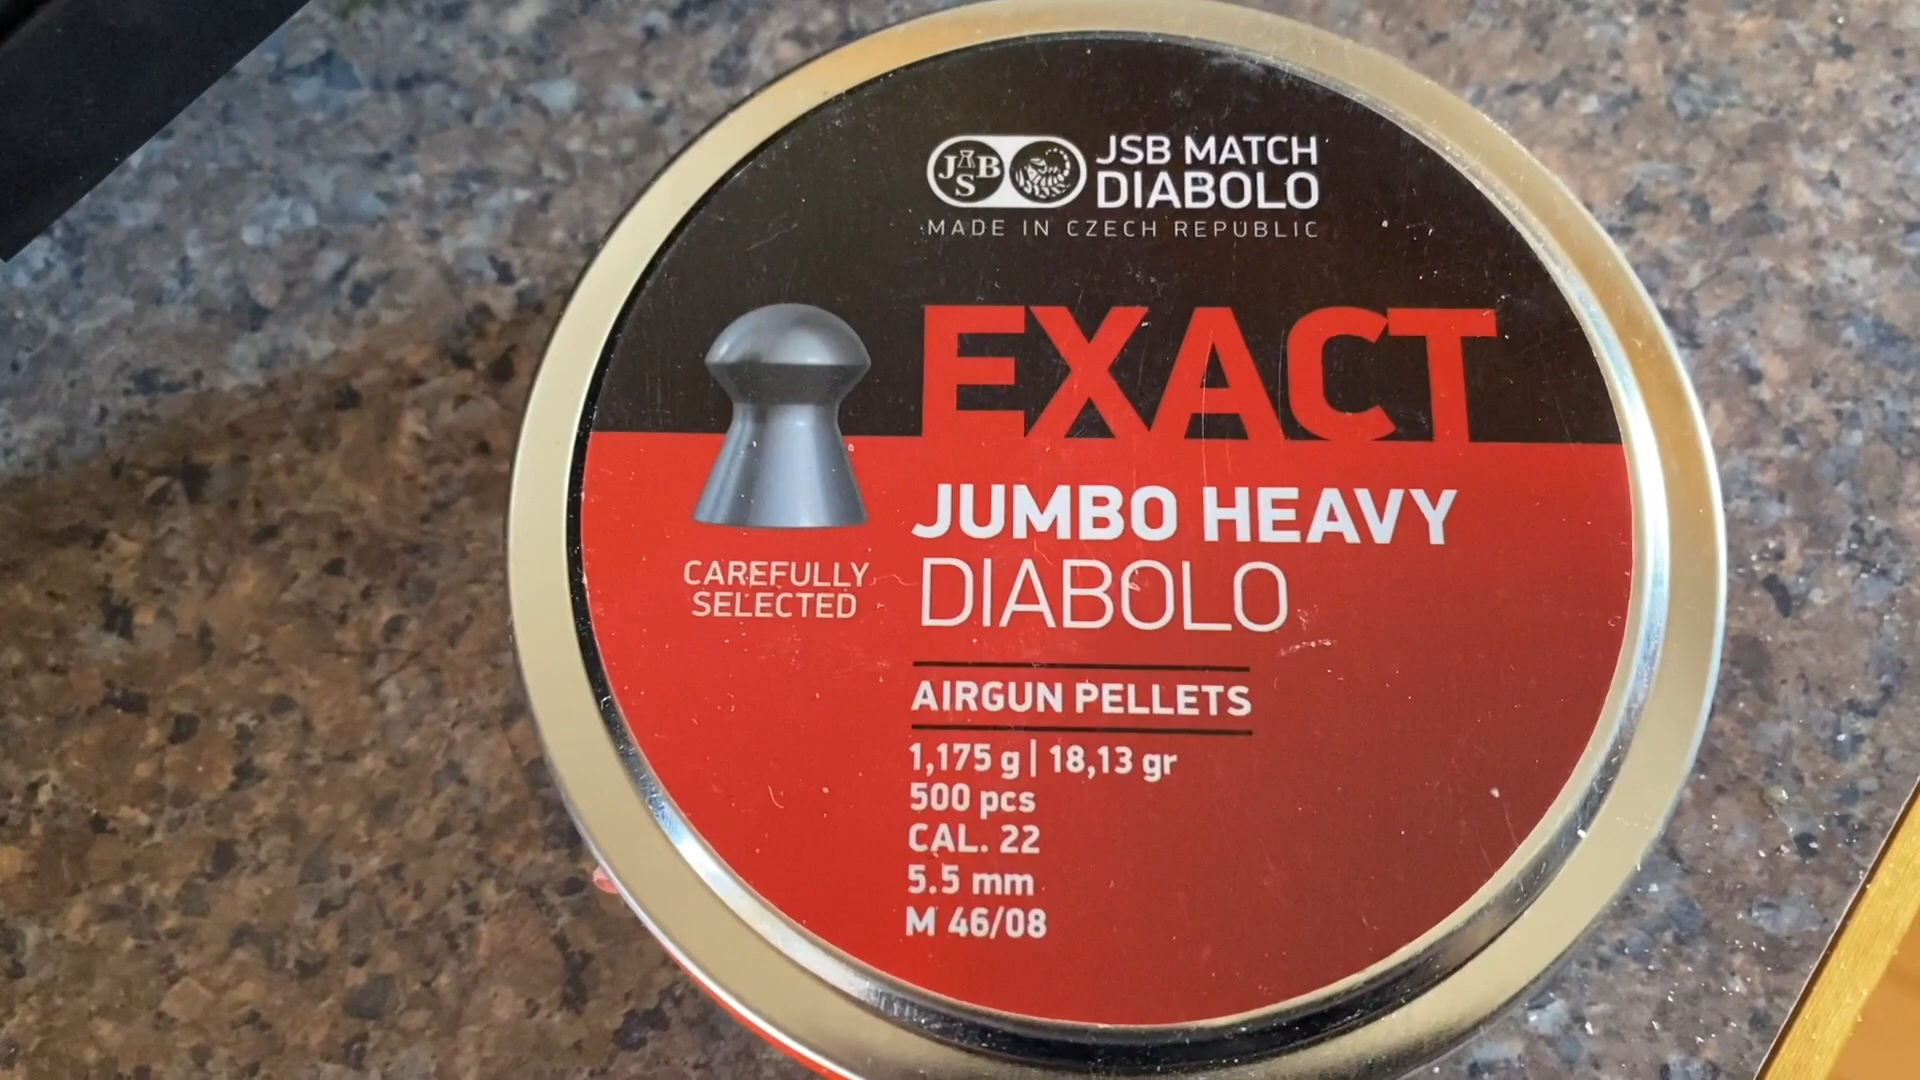 JSB
JSB MATCH
DIABOLO
MADE IN CZECH REPUBLIC
EXACT
JUMBO HEAVY
DIABOLO
CAREFULLY
SELECTED
AIRGUN PELLETS
1,175 g | 18,13 gr
500 pcs
CAL. 22
5.5 mm
M 46/08